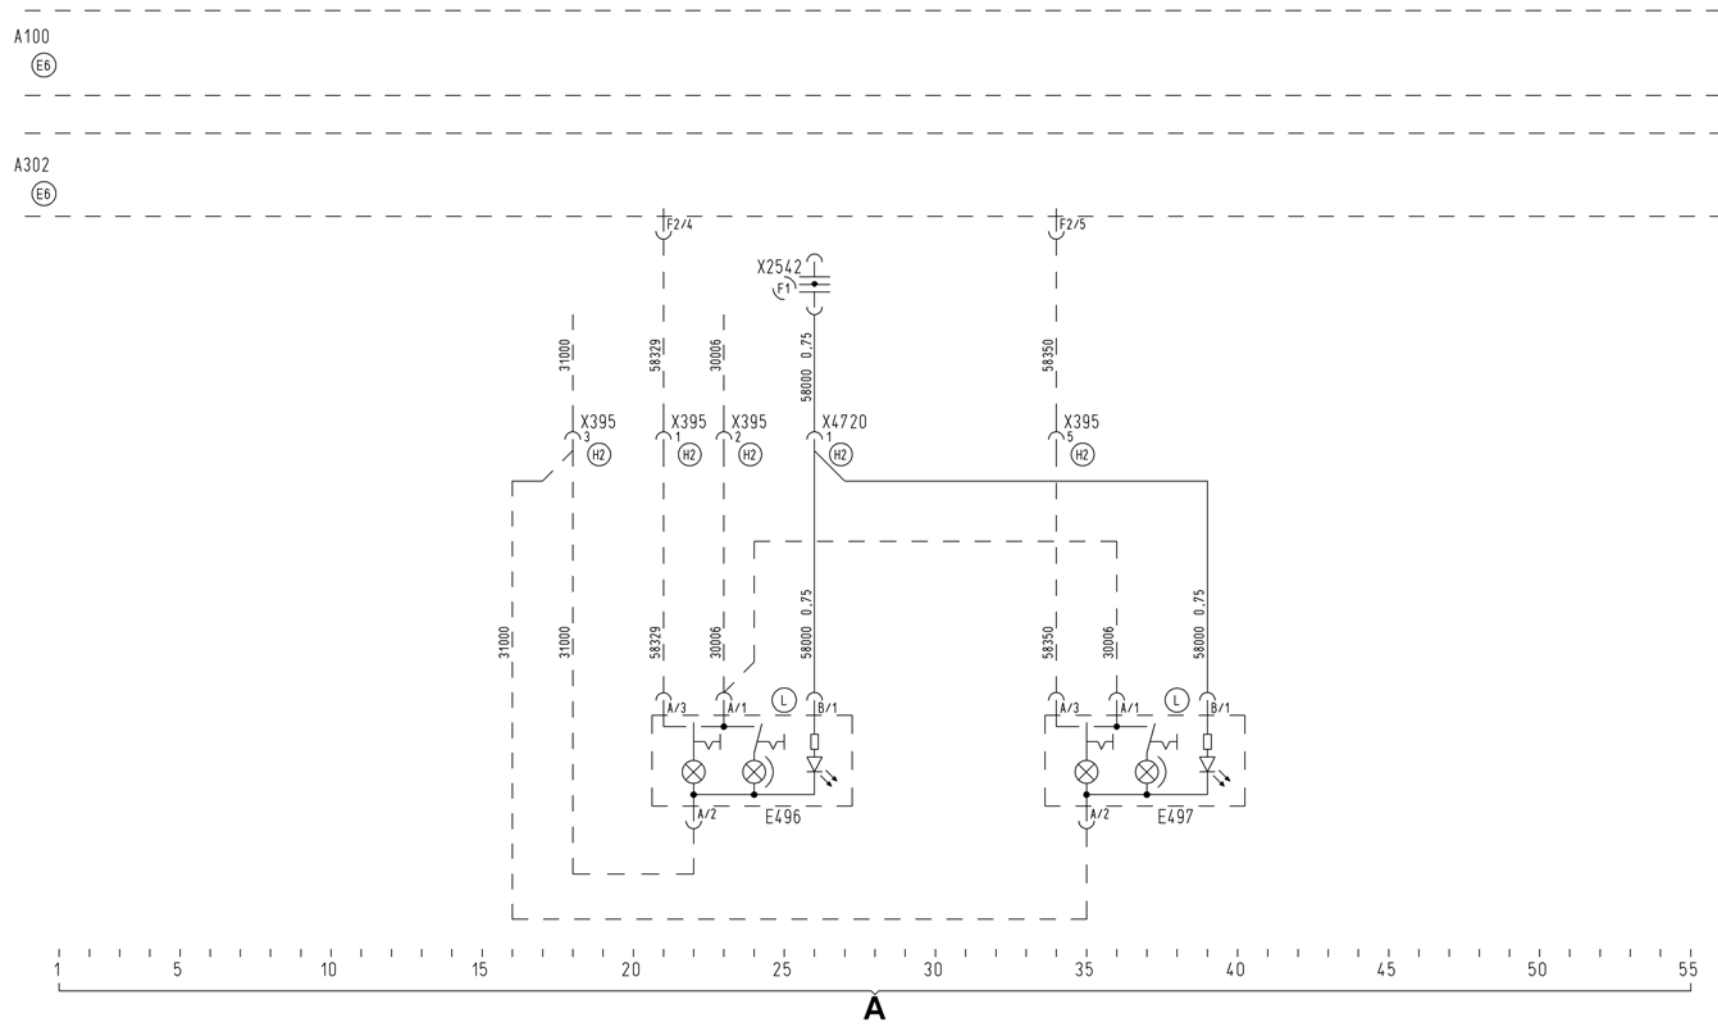 A100
E6
A302
E6
F2/4
F2/5
X2542
F1
31000
58329
30006
58000 0,75
58350
X395
3
H2
X395
1
H2
X395
2
H2
X4720
1
H2
X395
5
H2
31000
31000
58329
30006
58000 0,75
58350
30006
58000 0,75
A/3
A/1
L
B/1
A/3
A/1
L
B/1
A/2
E496
A/2
E497
1 5 10 15 20 25 30 35 40 45 50 55
A